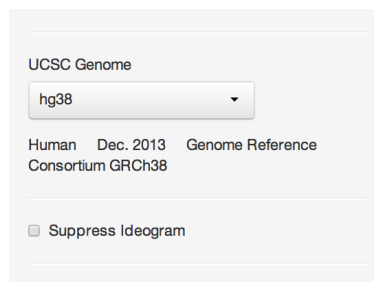 UCSC Genome
hg38
Human Dec. 2013 Genome Reference
Consortium GRCh38
Suppress Ideogram